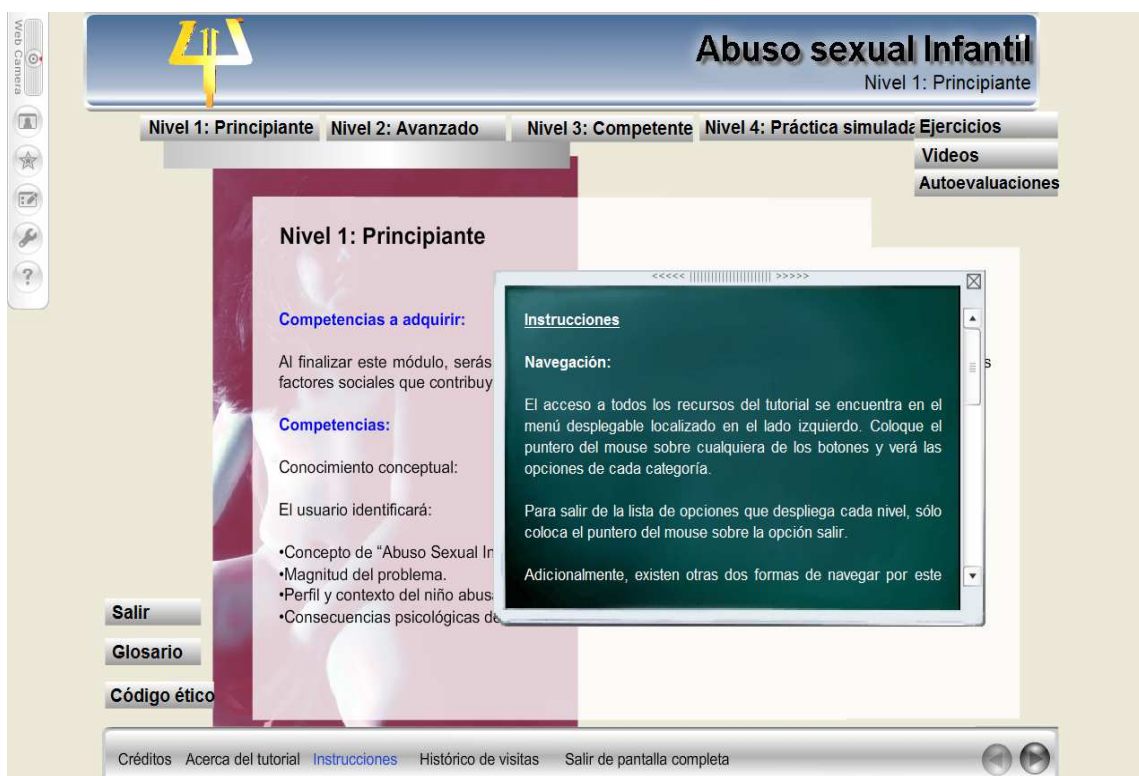 Web Camera
Abuso sexual Infantil
Nivel 1: Principiante
Nivel 1: Principiante
Nivel 2: Avanzado
Nivel 3: Competente
Nivel 4: Práctica simulada
Ejercicios
Videos
Autoevaluaciones
Nivel 1: Principiante
Competencias a adquirir:
Al finalizar este módulo, serás
s
factores sociales que contribuy
Competencias:
Conocimiento conceptual:
El usuario identificará:
•Concepto de “Abuso Sexual In
•Magnitud del problema.
•Perfil y contexto del niño abus
•Consecuencias psicológicas de
<<<<< >>>>>
Instrucciones
Navegación:
El acceso a todos los recursos del tutorial se encuentra en el
menú desplegable localizado en el lado izquierdo. Coloque el
puntero del mouse sobre cualquiera de los botones y verá las
opciones de cada categoría.
Para salir de la lista de opciones que despliega cada nivel, sólo
coloca el puntero del mouse sobre la opción salir.
Adicionalmente, existen otras dos formas de navegar por este
Salir
Glosario
Código ético
Créditos
Acerca del tutorial
Instrucciones
Histórico de visitas
Salir de pantalla completa